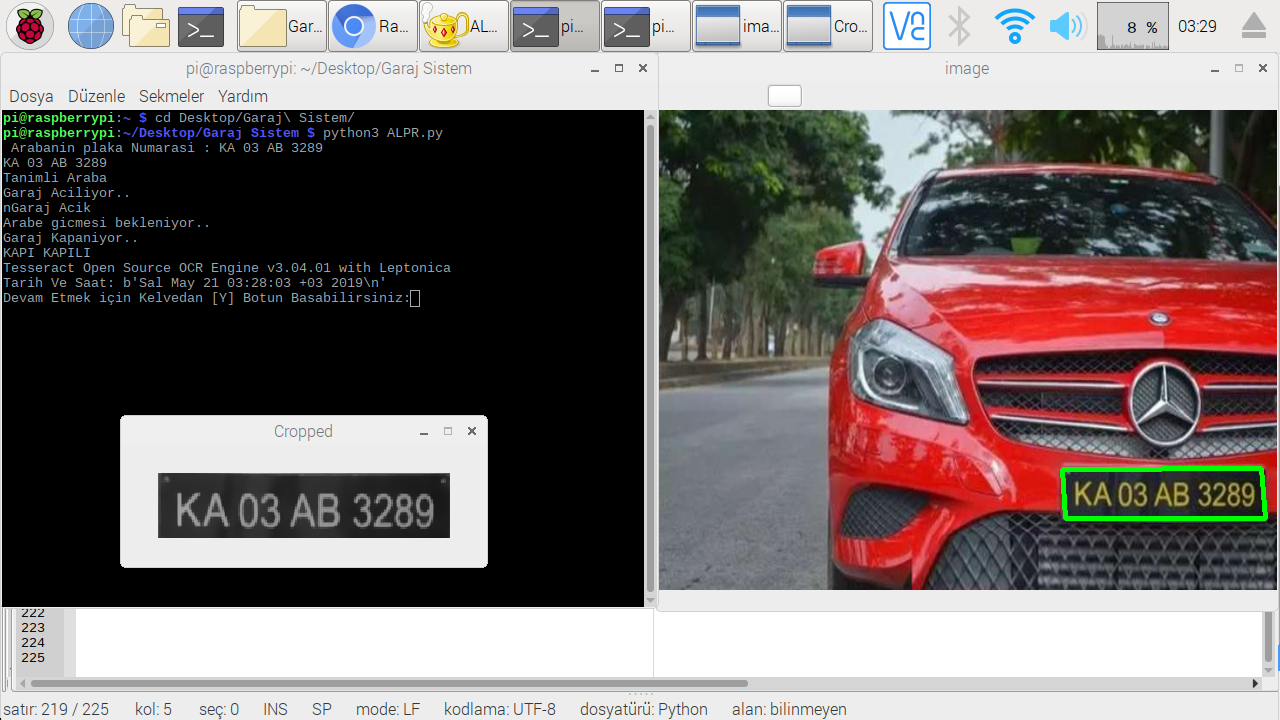 Gar...
Ra...
AL...
pi...
pi...
ima...
Cro...
8 %
03:29
pi@raspberrypi: ~/Desktop/Garaj Sistem
Dosya Düzenle Sekmeler Yardım
pi@raspberrypi:~ $ cd Desktop/Garaj\ Sistem/
pi@raspberrypi:~/Desktop/Garaj Sistem $ python3 ALPR.py
Arabanin plaka Numarasi : KA 03 AB 3289
KA 03 AB 3289
Tanimli Araba
Garaj Aciliyor..
nGaraj Acik
Arabe gicmesi bekleniyor..
Garaj Kapaniyor..
KAPI KAPILI
Tesseract Open Source OCR Engine v3.04.01 with Leptonica
Tarih Ve Saat: b'Sal May 21 03:28:03 +03 2019\n'
Devam Etmek için Kelvedan [Y] Botun Basabilirsiniz:
Cropped
KA 03 AB 3289
image
KA 03 AB 3289
222
223
224
225
satır: 219 / 225 kol: 5 seç: 0 INS SP mode: LF kodlama: UTF-8 dosyatürü: Python alan: bilinmeyen